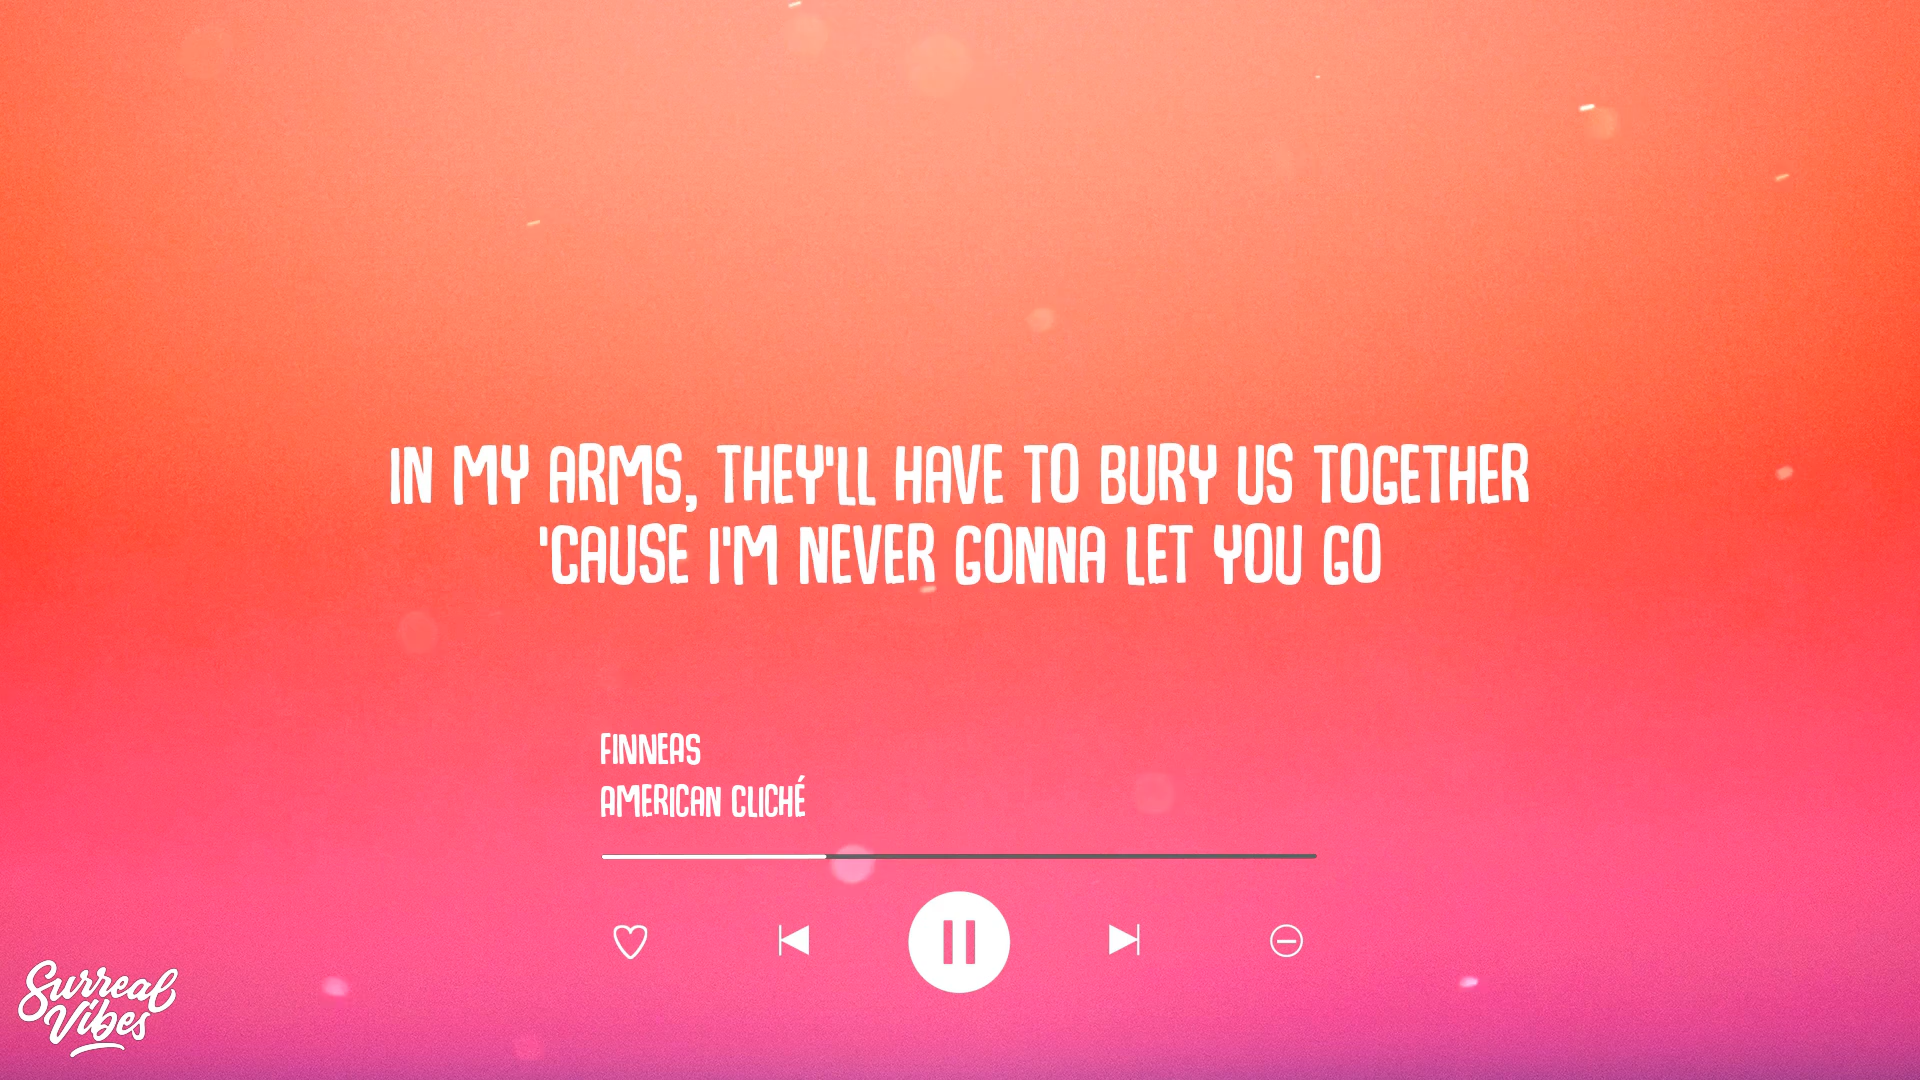 IN MY ARMS, THEY'LL HAVE TO BURY US TOGETHER
'CAUSE I'M NEVER GONNA LET YOU GO
FINNEAS
AMERICAN CLICHÉ
Surreal
Vibes